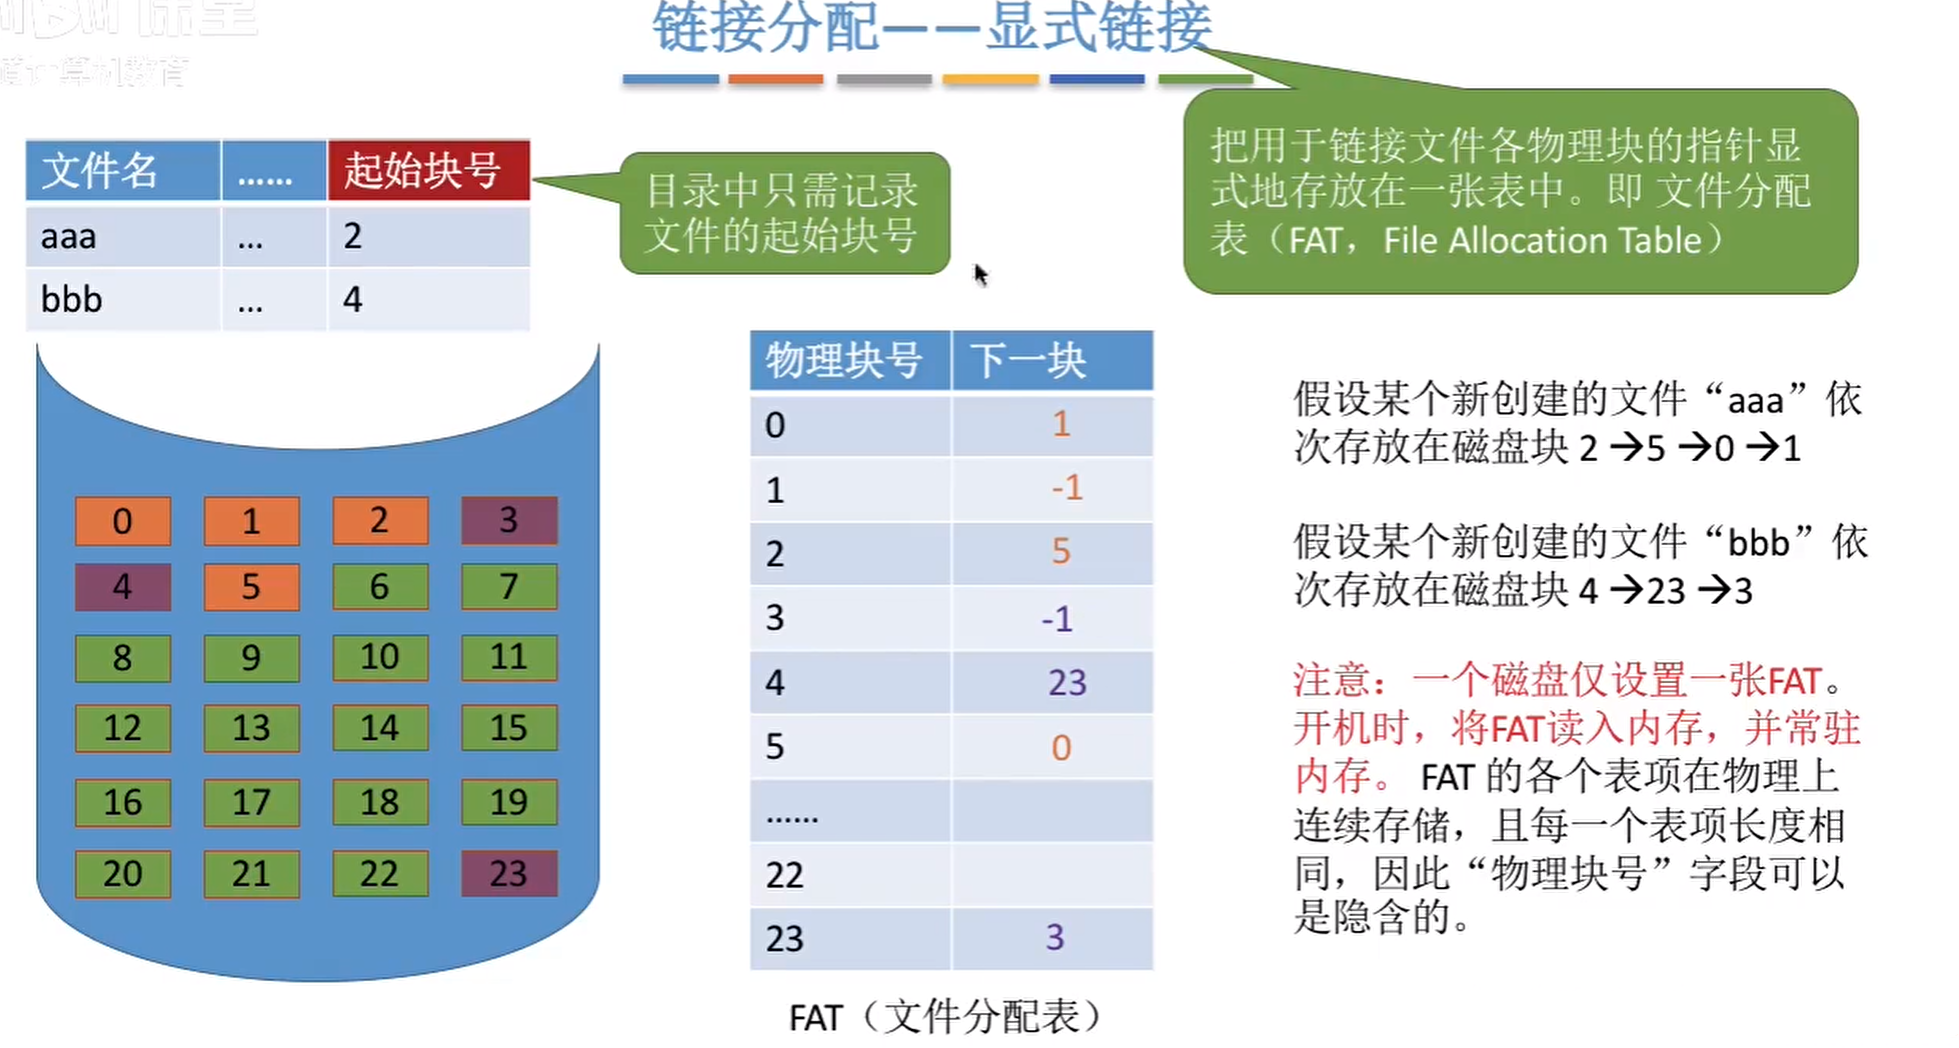 链接分配——显式链接
计算机教育
把用于链接文件各物理块的指针显
式地存放在一张表中。即 文件分配
表（FAT，File Allocation Table）
文件名 …… 起始块号
aaa ... 2
bbb ... 4
目录中只需记录
文件的起始块号
0 1 2 3
4 5 6 7
8 9 10 11
12 13 14 15
16 17 18 19
20 21 22 23
物理块号 下一块
0 1
1 -1
2 5
3 -1
4 23
5 0
......
22
23 3
FAT（文件分配表）
假设某个新创建的文件“aaa”依
次存放在磁盘块 2 →5 →0 →1
假设某个新创建的文件“bbb”依
次存放在磁盘块 4 →23 →3
注意：一个磁盘仅设置一张FAT。
开机时，将FAT读入内存，并常驻
内存。 FAT 的各个表项在物理上
连续存储，且每一个表项长度相
同，因此“物理块号”字段可以
是隐含的。